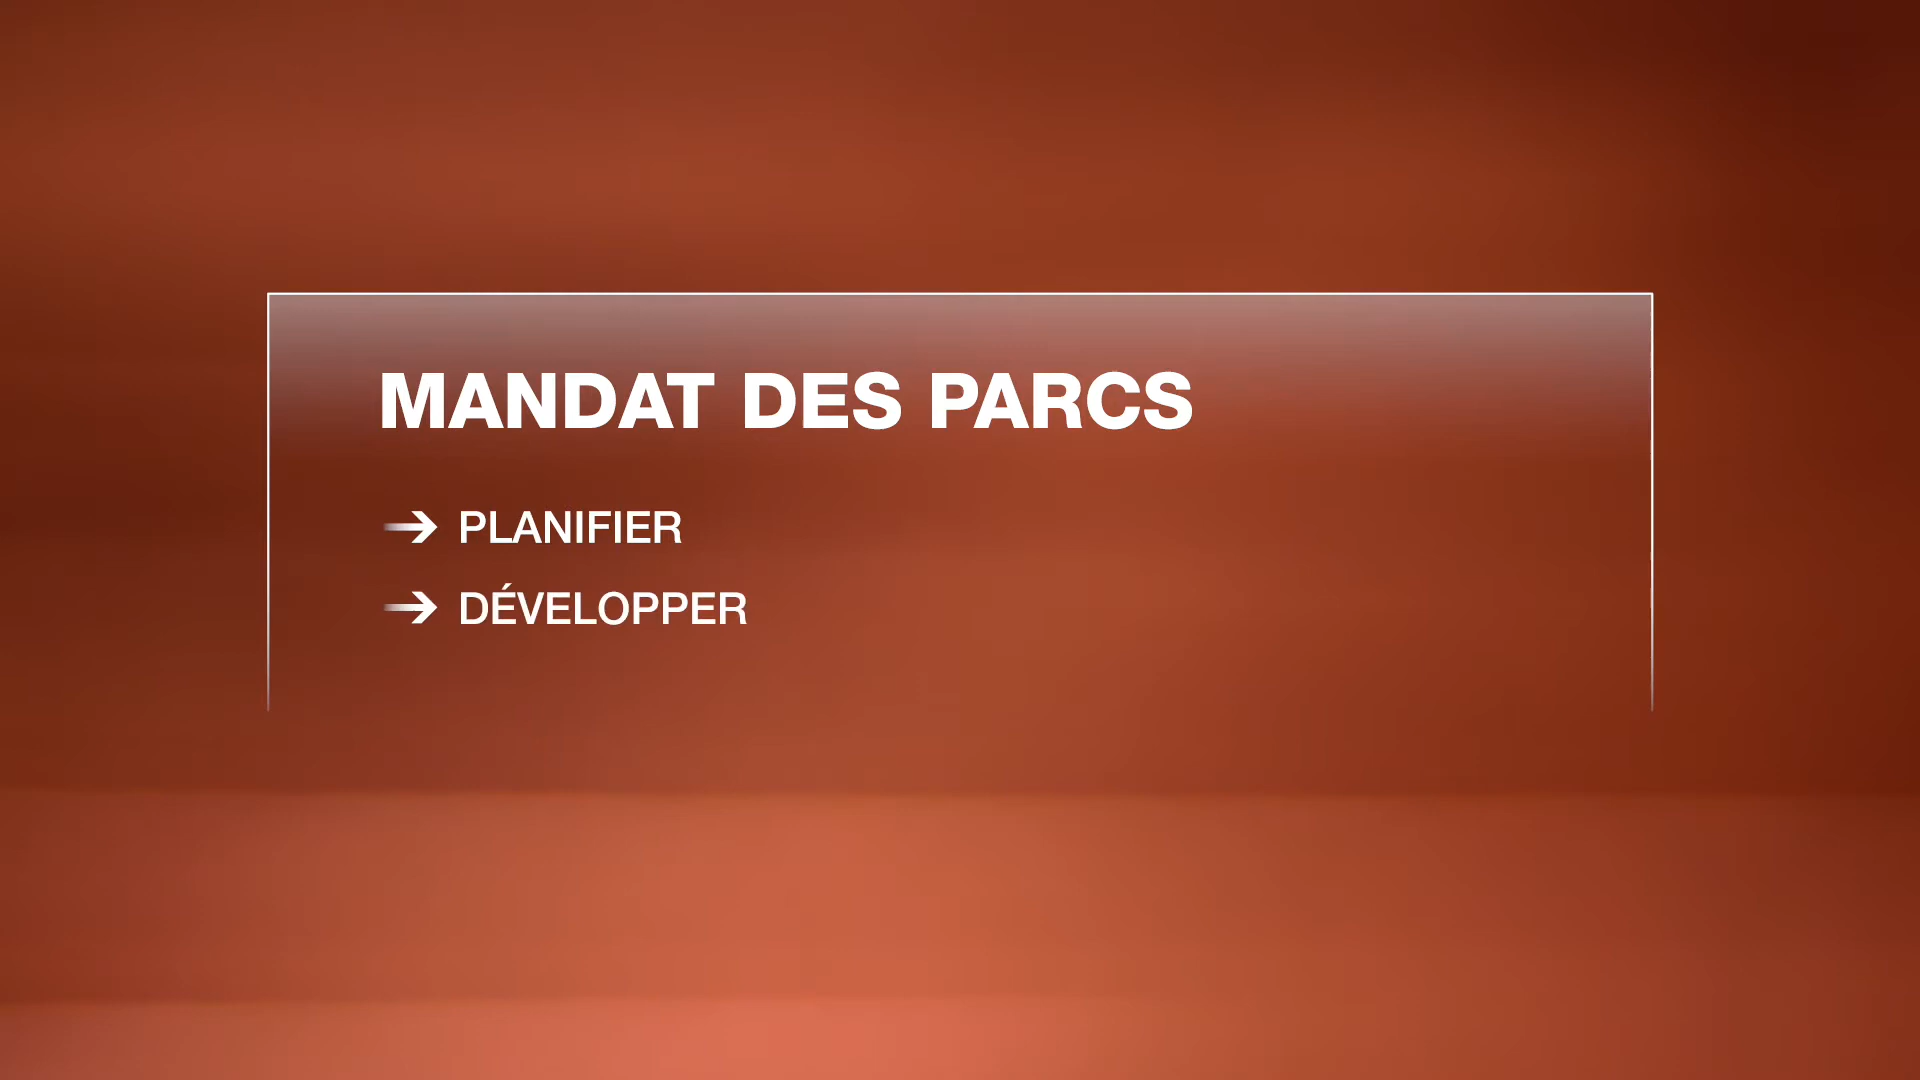 MANDAT DES PARCS
→ PLANIFIER
→ DÉVELOPPER